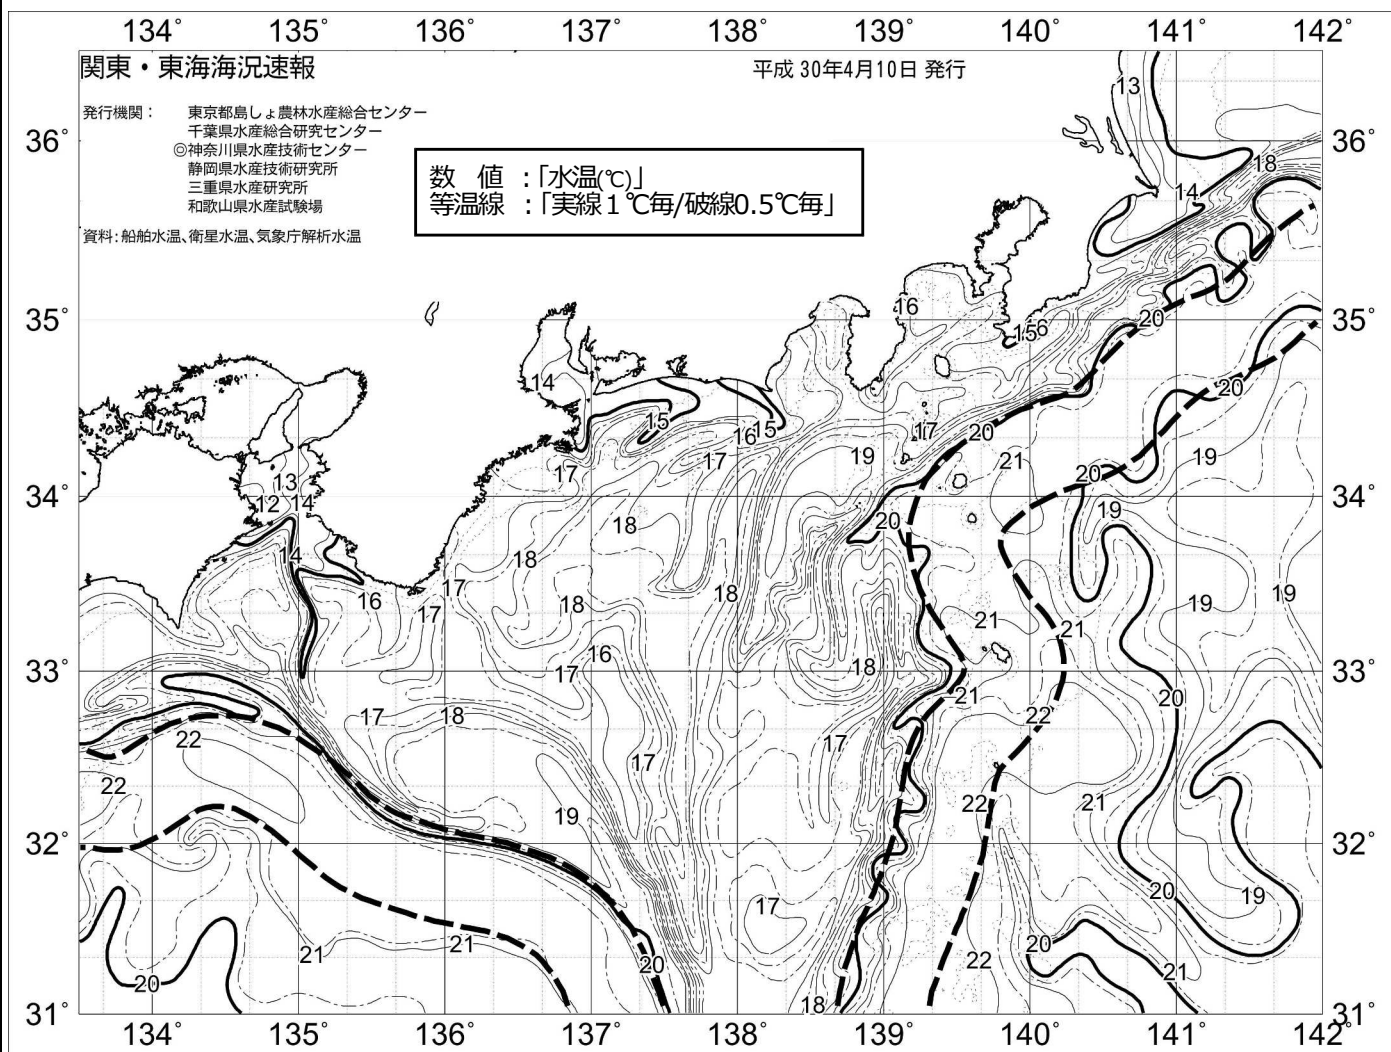 134° 135° 136° 137° 138° 139° 140° 141° 142°
関東・東海海況速報
平成 30年4月10日 発行
発行機関： 東京都島しょ農林水産総合センター
千葉県水産総合研究センター
◎神奈川県水産技術センター
静岡県水産技術研究所
三重県水産研究所
和歌山県水産試験場
資料：船舶水温、衛星水温、気象庁解析水温
数 値 ：「水温(℃)」
等温線 ：「実線１℃毎/破線0.5℃毎」
13
36° 36°
18
14
16
35° 20 35°
15 16
14 20
15 16 15 17 20
17 17 19 21 19
13 20
34° 12 14 34°
18 20 19
14 18
16 17 18 18 19 19
17 21 21
16
33° 17 18 33°
21 20
17 18 22
22 17
17
22 19 22 21
32° 32°
17 20 19
21 21 20
20 22 21
20
18
31° 31°
134° 135° 136° 137° 138° 139° 140° 141° 142°